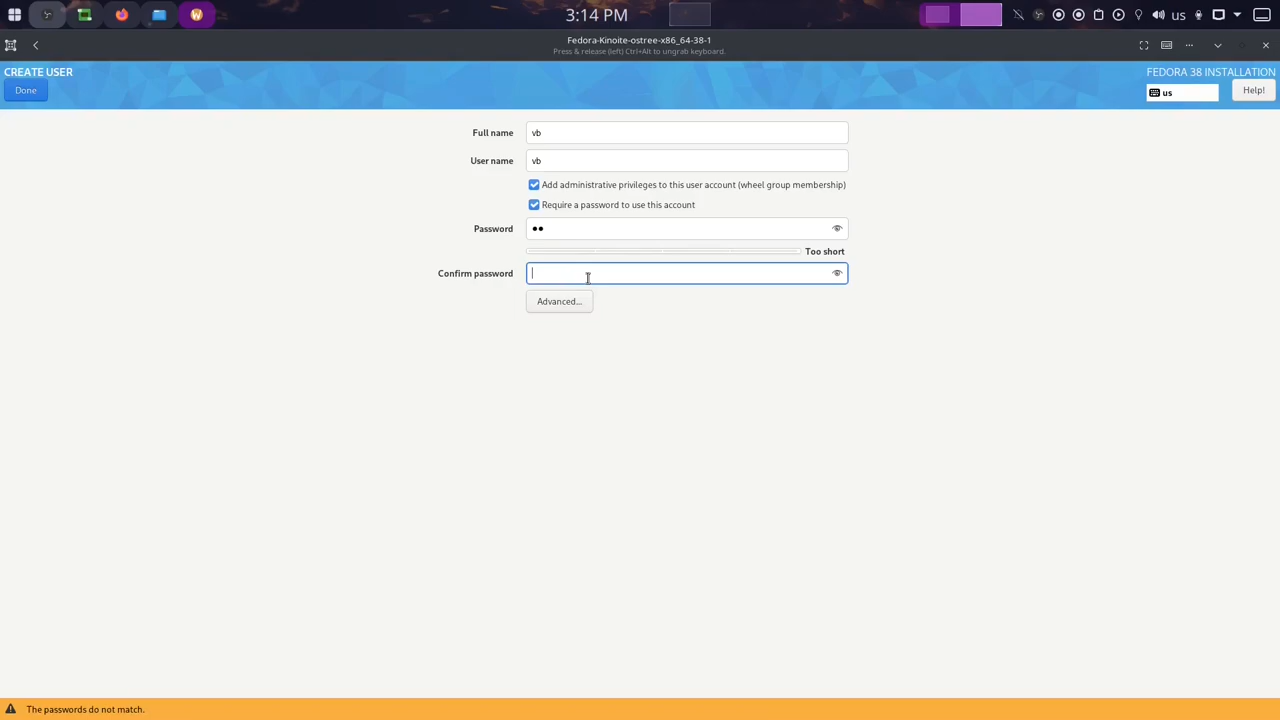 3:14 PM
us
Fedora-Kinoite-ostree-x86_64-38-1
Press & release (left) Ctrl+Alt to ungrab keyboard.
CREATE USER
FEDORA 38 INSTALLATION
Done
us
Help!
Full name
vb
User name
vb
Add administrative privileges to this user account (wheel group membership)
Require a password to use this account
Password
Too short
Confirm password
Advanced...
The passwords do not match.